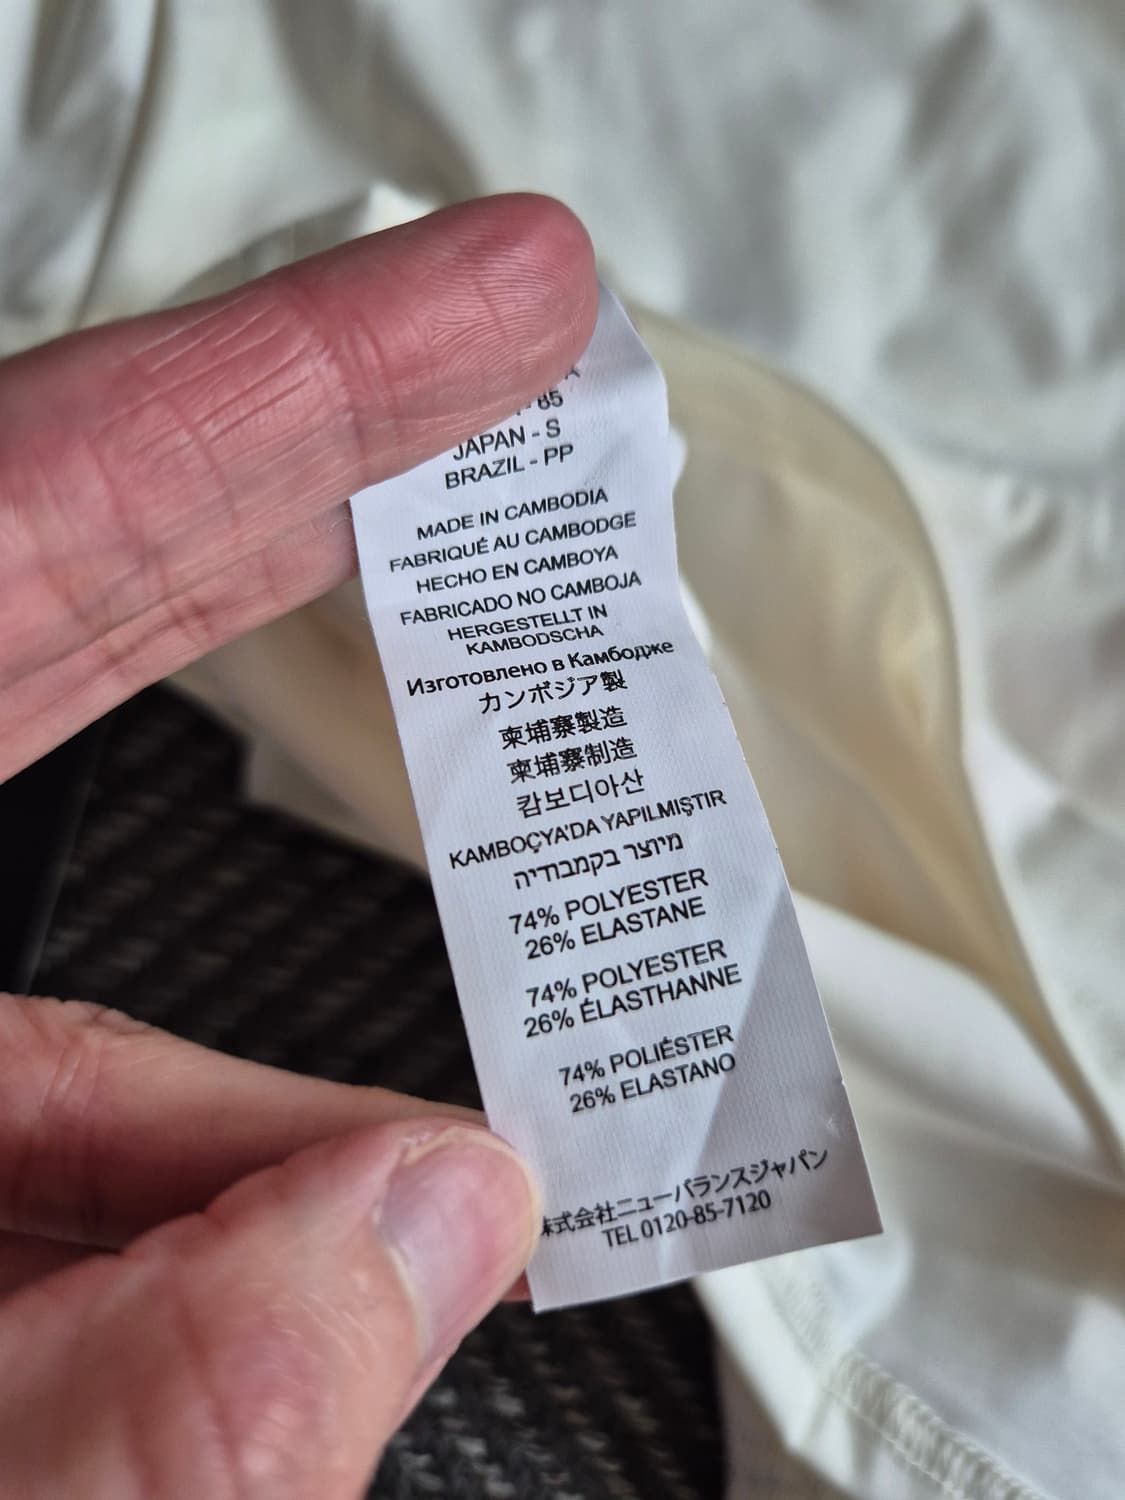 85
JAPAN - S
BRAZIL - PP
MADE IN CAMBODIA
FABRIQUÉ AU CAMBODGE
HECHO EN CAMBOYA
FABRICADO NO CAMBOJA
HERGESTELLT IN
KAMBODSCHA
Изготовлено в Камбодже
カンボジア製
柬埔寨製造
柬埔寨制造
캄보디아산
KAMBOÇYA'DA YAPILMIŞTIR
מיוצר בקמבודיה
74% POLYESTER
26% ELASTANE
74% POLYESTER
26% ÉLASTHANNE
74% POLIÉSTER
26% ELASTANO
株式会社ニューバランスジャパン
TEL 0120-85-7120